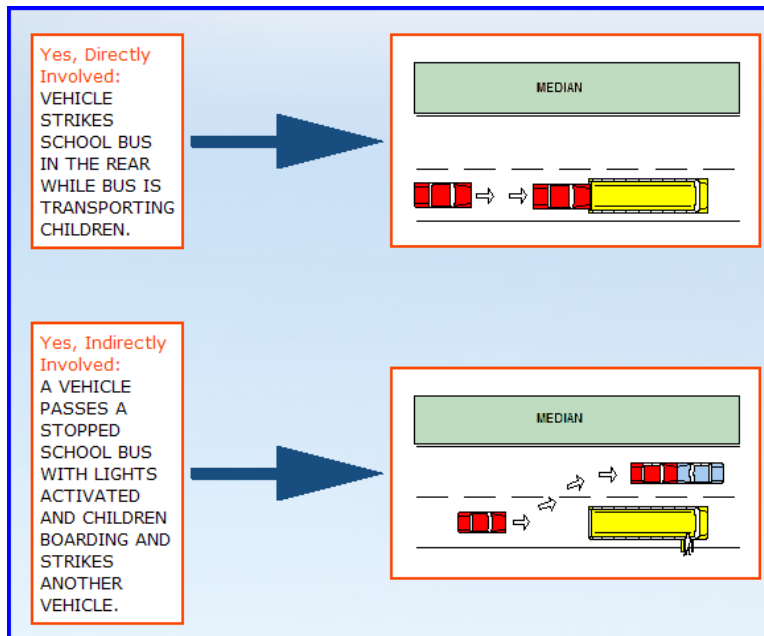 Yes, Directly
Involved:
VEHICLE
STRIKES
SCHOOL BUS
IN THE REAR
WHILE BUS IS
TRANSPORTING
CHILDREN.
MEDIAN
Yes, Indirectly
Involved:
A VEHICLE
PASSES A
STOPPED
SCHOOL BUS
WITH LIGHTS
ACTIVATED
AND CHILDREN
BOARDING AND
STRIKES
ANOTHER
VEHICLE.
MEDIAN